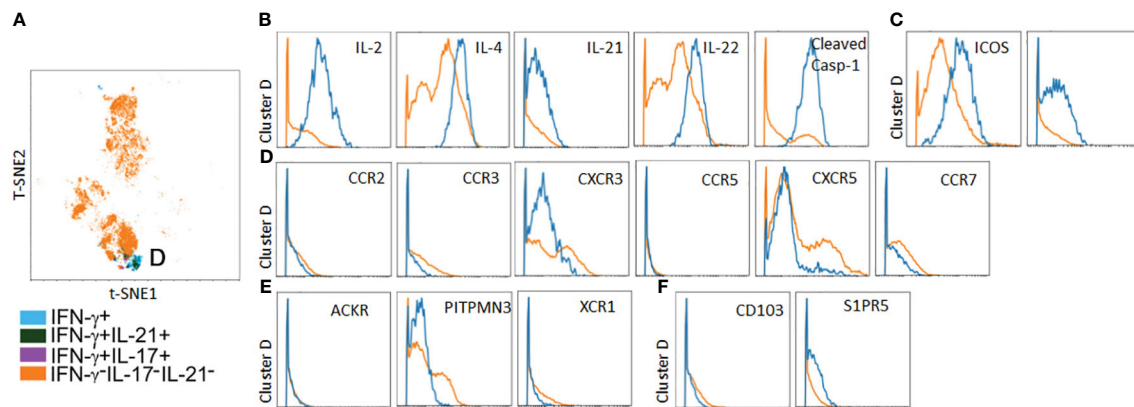 A
T-SNE2
D
t-SNE1
IFN-γ+
IFN-γ+IL-21+
IFN-γ+IL-17+
IFN-γ-IL-17-IL-21-
B
Cluster D
IL-2
IL-4
IL-21
IL-22
Cleaved
Casp-1
C
Cluster D
ICOS
D
Cluster D
CCR2
CCR3
CXCR3
CCR5
CXCR5
CCR7
E
Cluster D
ACKR
PITPMN3
XCR1
F
Cluster D
CD103
S1PR5